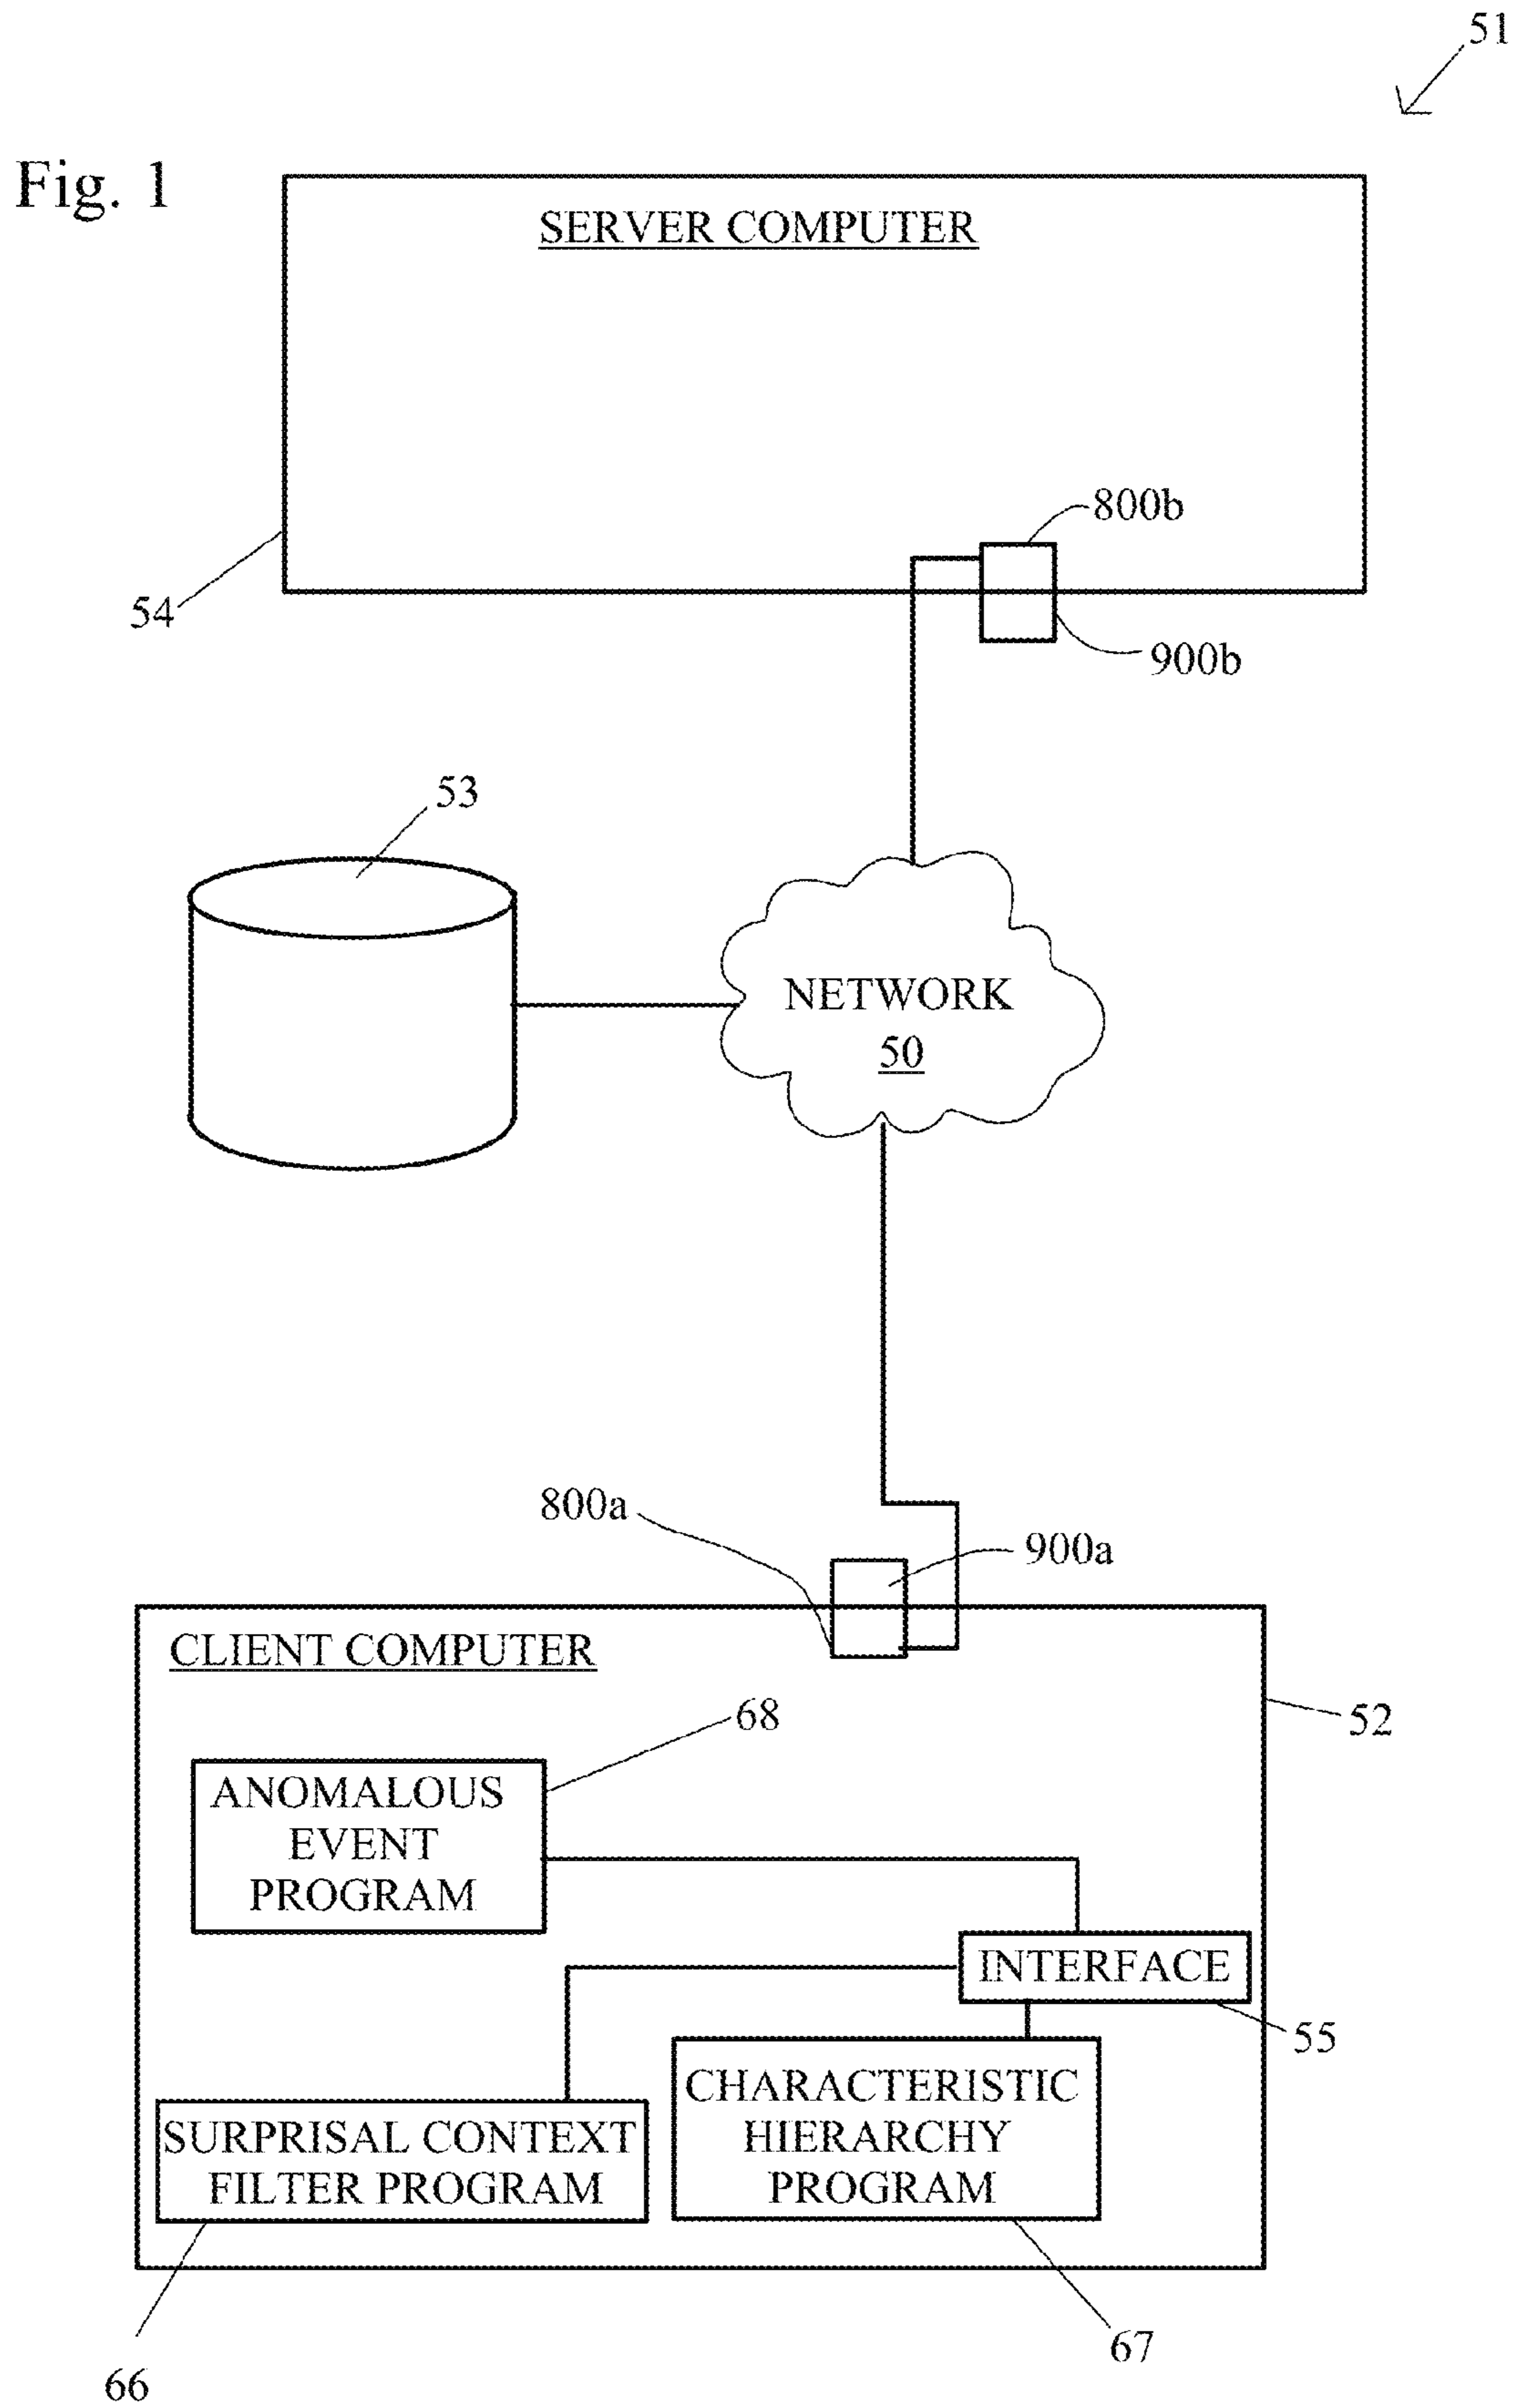 51
Fig. 1
SERVER COMPUTER
800b
54
900b
53
NETWORK
50
800a
900a
CLIENT COMPUTER
68
52
ANOMALOUS
EVENT
PROGRAM
INTERFACE
55
CHARACTERISTIC
HIERARCHY
PROGRAM
SURPRISAL CONTEXT
FILTER PROGRAM
67
66